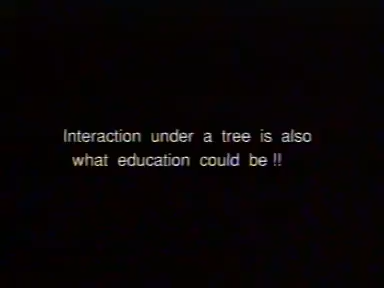 Interaction under a tree is also
what education could be !!